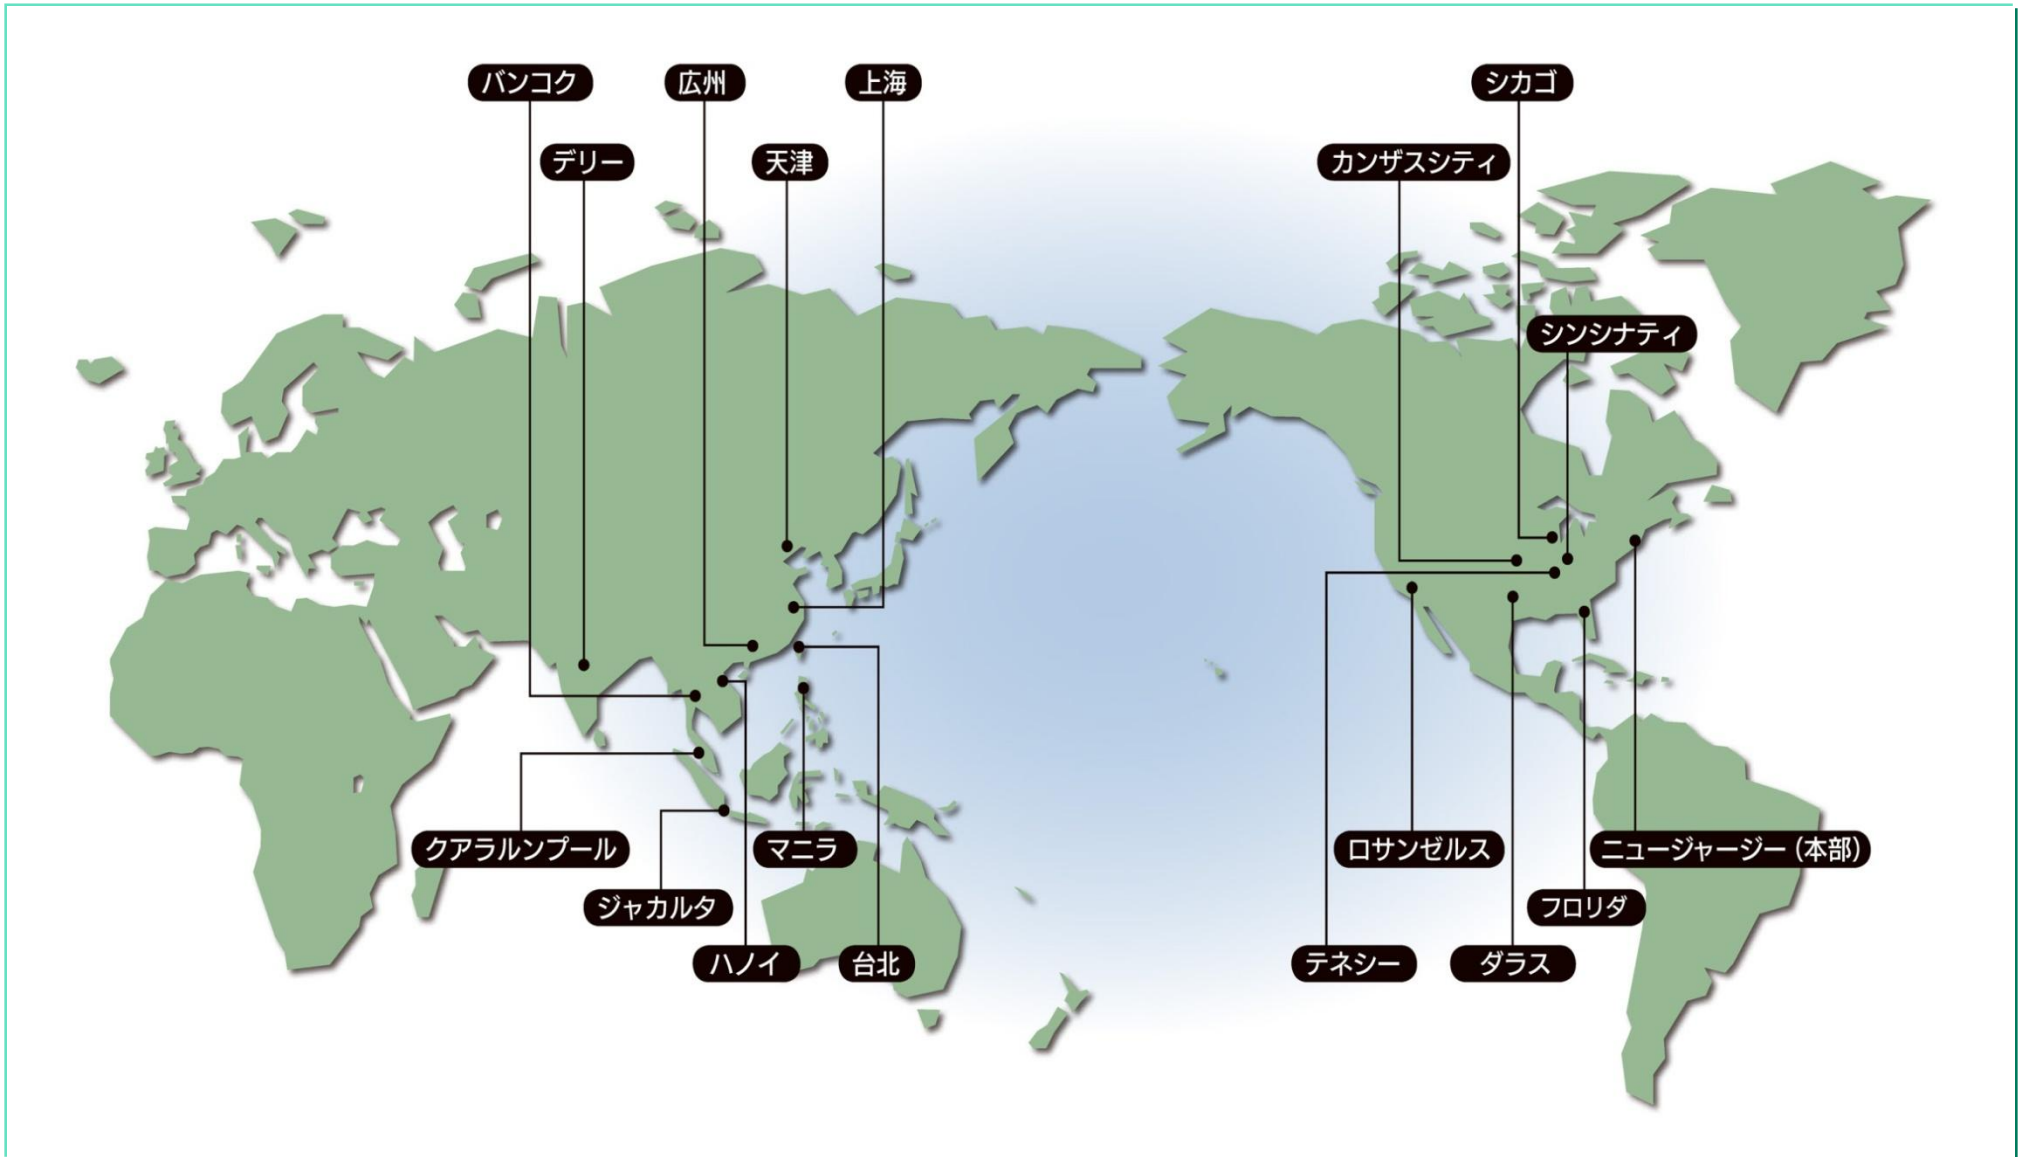 バンコク
広州
上海
シカゴ
デリー
天津
カンザスシティ
シンシナティ
クアラルンプール
マニラ
ロサンゼルス
ニュージャージー（本部）
ジャカルタ
フロリダ
ハノイ
台北
テネシー
ダラス